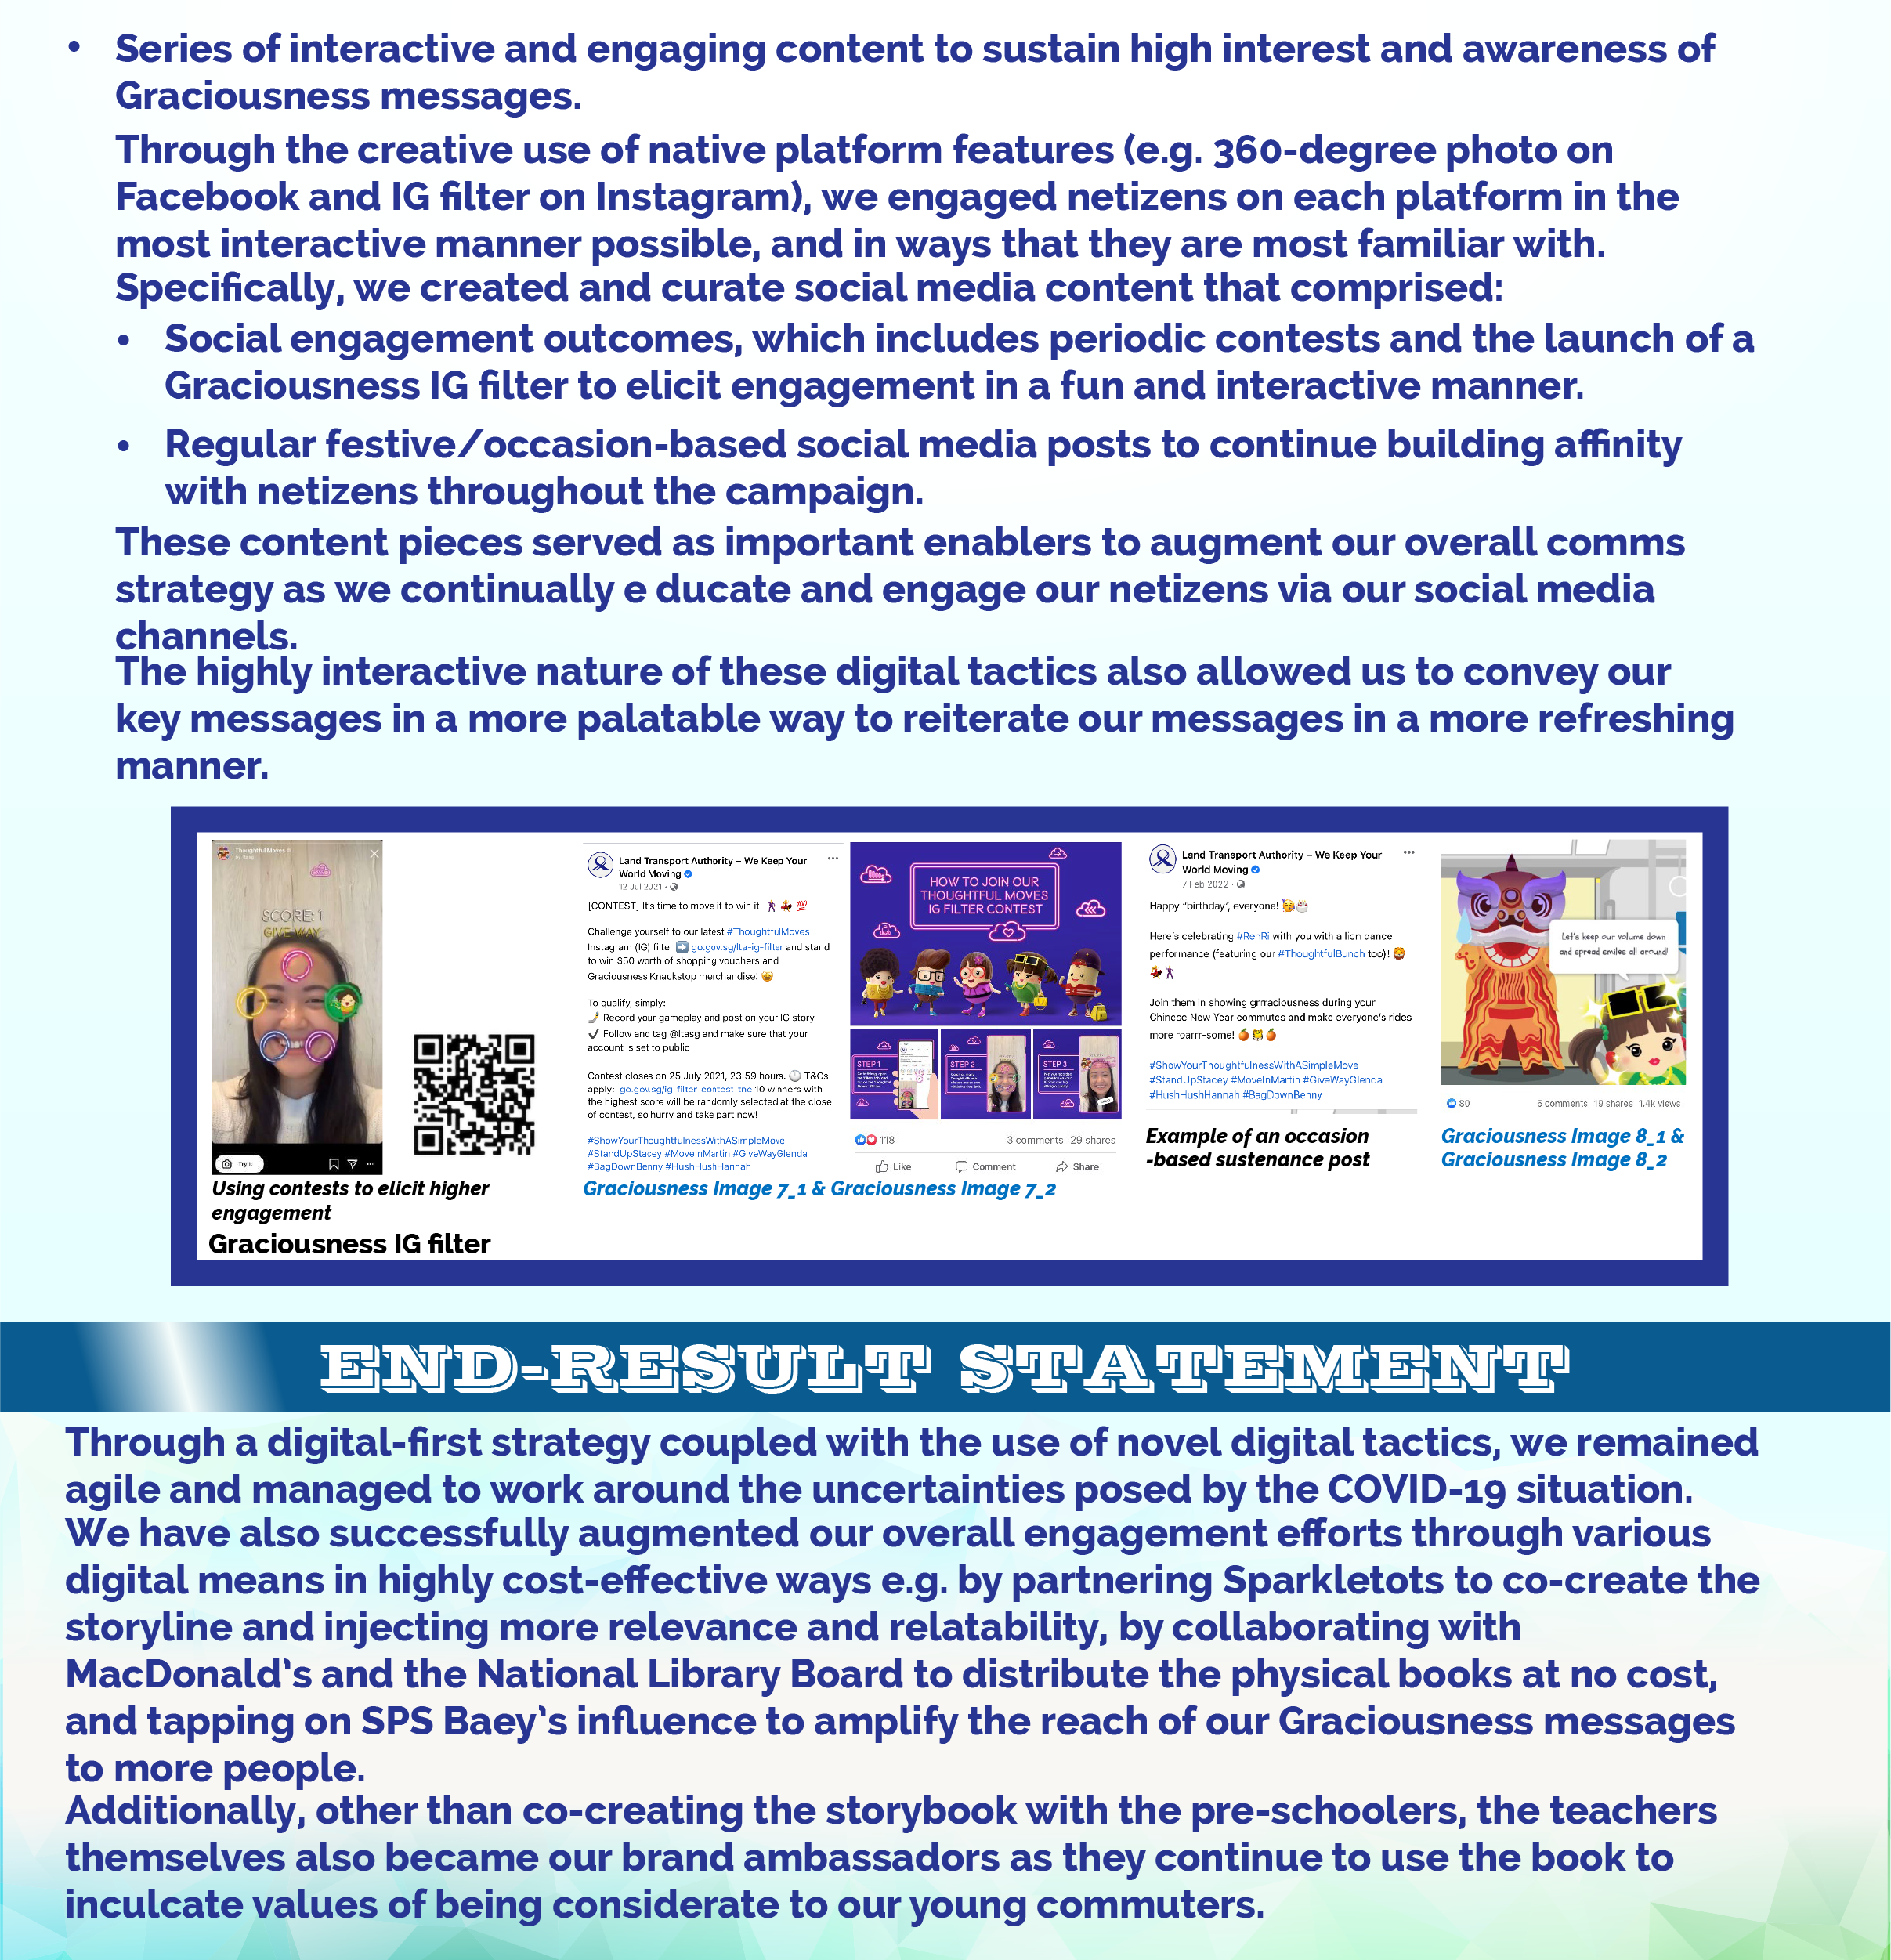 • Series of interactive and engaging content to sustain high interest and awareness of
Graciousness messages.
Through the creative use of native platform features (e.g. 360-degree photo on
Facebook and IG filter on Instagram), we engaged netizens on each platform in the
most interactive manner possible, and in ways that they are most familiar with.
Specifically, we created and curate social media content that comprised:
• Social engagement outcomes, which includes periodic contests and the launch of a
Graciousness IG filter to elicit engagement in a fun and interactive manner.
• Regular festive/occasion-based social media posts to continue building affinity
with netizens throughout the campaign.
These content pieces served as important enablers to augment our overall comms
strategy as we continually e ducate and engage our netizens via our social media
channels.
The highly interactive nature of these digital tactics also allowed us to convey our
key messages in a more palatable way to reiterate our messages in a more refreshing
manner.
Thoughtful Moves
SCORE: 1
GIVE WAY
Try it
Using contests to elicit higher
engagement
Graciousness IG filter
Land Transport Authority – We Keep Your
World Moving
12 Jul 2021
[CONTEST] It's time to move it to win it! 💯
Challenge yourself to our latest #ThoughtfulMoves
Instagram (IG) filter ➡ go.gov.sg/lta-ig-filter and stand
to win $50 worth of shopping vouchers and
Graciousness Knackstop merchandise!
To qualify, simply:
Record your gameplay and post on your IG story
✔ Follow and tag @ltasg and make sure that your
account is set to public
Contest closes on 25 July 2021, 23:59 hours. T&Cs
apply: go.gov.sg/ig-filter-contest-tnc 10 winners with
the highest score will be randomly selected at the close
of contest, so hurry and take part now!
#ShowYourThoughtfulnessWithASimpleMove
#StandUpStacey #MoveInMartin #GiveWayGlenda
#BagDownBenny #HushHushHannah
HOW TO JOIN OUR
THOUGHTFUL MOVES
IG FILTER CONTEST
STEP 1
STEP 2
STEP 3
118
3 comments 29 shares
Like Comment Share
Graciousness Image 7_1 & Graciousness Image 7_2
Land Transport Authority – We Keep Your
World Moving
7 Feb 2022
Happy "birthday", everyone!
Here's celebrating #RenRi with you with a lion dance
performance (featuring our #ThoughtfulBunch too)!
Join them in showing grrraciousness during your
Chinese New Year commutes and make everyone's rides
more roarrr-some!
#ShowYourThoughtfulnessWithASimpleMove
#StandUpStacey #MoveInMartin #GiveWayGlenda
#HushHushHannah #BagDownBenny
Example of an occasion
-based sustenance post
Let's keep our volume down
and spread smiles all around!
80
6 comments 19 shares 1.4k views
Graciousness Image 8_1 &
Graciousness Image 8_2
END-RESULT STATEMENT
Through a digital-first strategy coupled with the use of novel digital tactics, we remained
agile and managed to work around the uncertainties posed by the COVID-19 situation.
We have also successfully augmented our overall engagement efforts through various
digital means in highly cost-effective ways e.g. by partnering Sparkletots to co-create the
storyline and injecting more relevance and relatability, by collaborating with
MacDonald's and the National Library Board to distribute the physical books at no cost,
and tapping on SPS Baey's influence to amplify the reach of our Graciousness messages
to more people.
Additionally, other than co-creating the storybook with the pre-schoolers, the teachers
themselves also became our brand ambassadors as they continue to use the book to
inculcate values of being considerate to our young commuters.